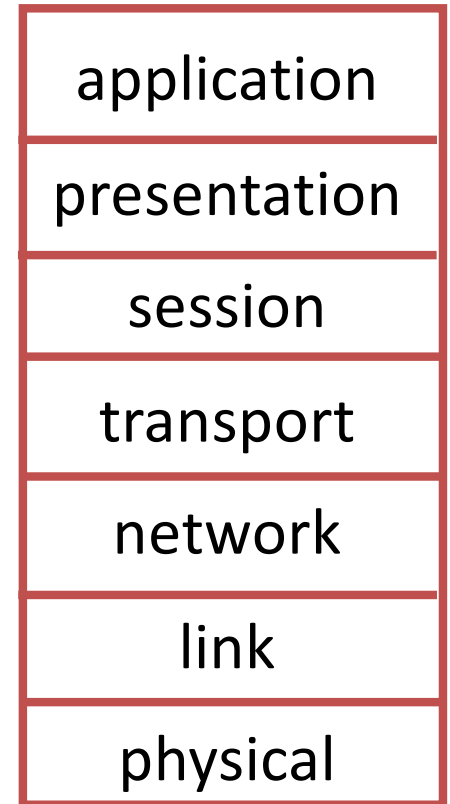 application
presentation
session
transport
network
link
physical